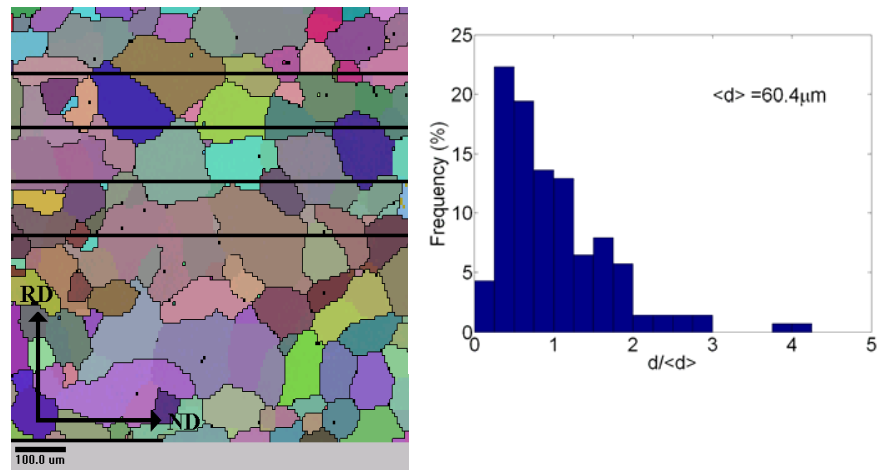 RD
ND
100.0 um
25
20
15
10
5
0
Frequency (%)
<d> =60.4μm
0 1 2 3 4 5
d/<d>